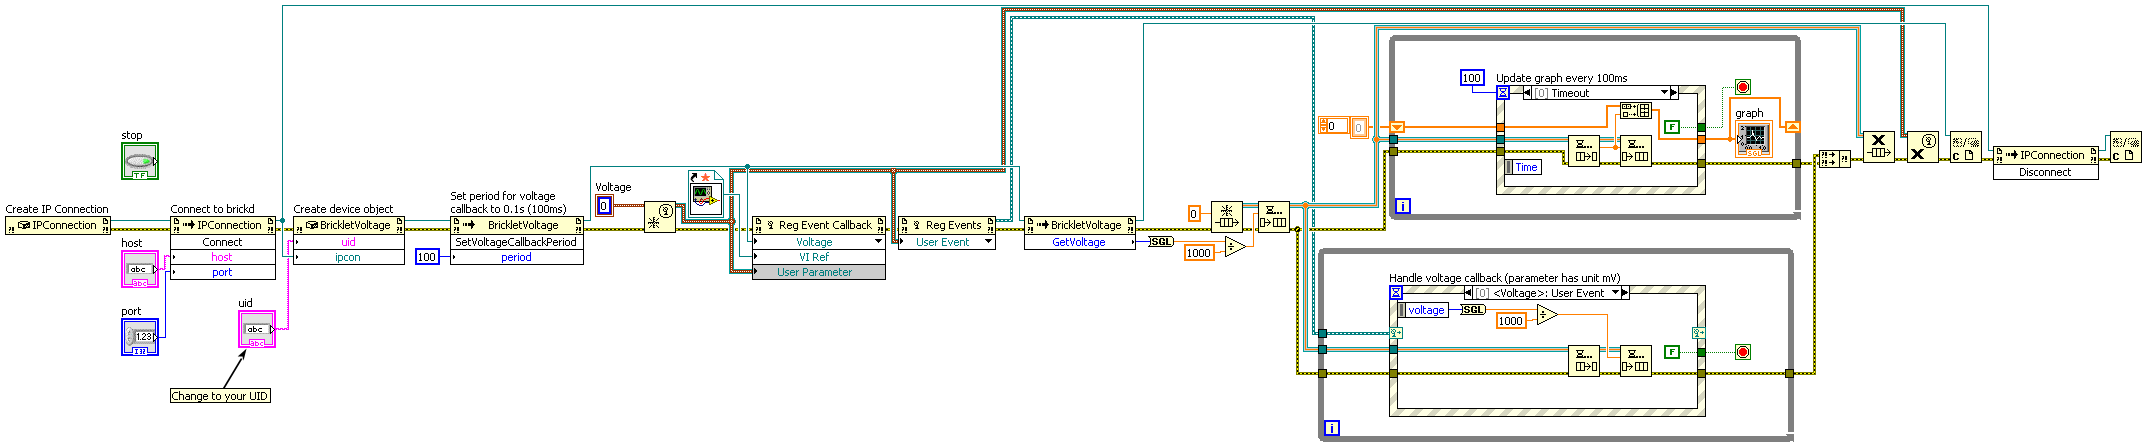 stop
TF
Create IP Connection
IPConnection
host
abc
abc
port
1.23
Connect to brickd
IPConnection
Connect
host
port
uid
abc
abc
Change to your UID
Create device object
BrickletVoltage
uid
ipcon
Set period for voltage
callback to 0.1s (100ms)
BrickletVoltage
SetVoltageCallbackPeriod
period
100
Voltage
0
Reg Event Callback
Voltage
VI Ref
User Parameter
Reg Events
User Event
BrickletVoltage
GetVoltage
SGL
1000
0
0
0
100
Update graph every 100ms
[0] Timeout
Time
F
graph
SGL
i
Handle voltage callback (parameter has unit mV)
[0] <Voltage>: User Event
voltage
SGL
1000
F
i
X
X
C
IPConnection
Disconnect
C